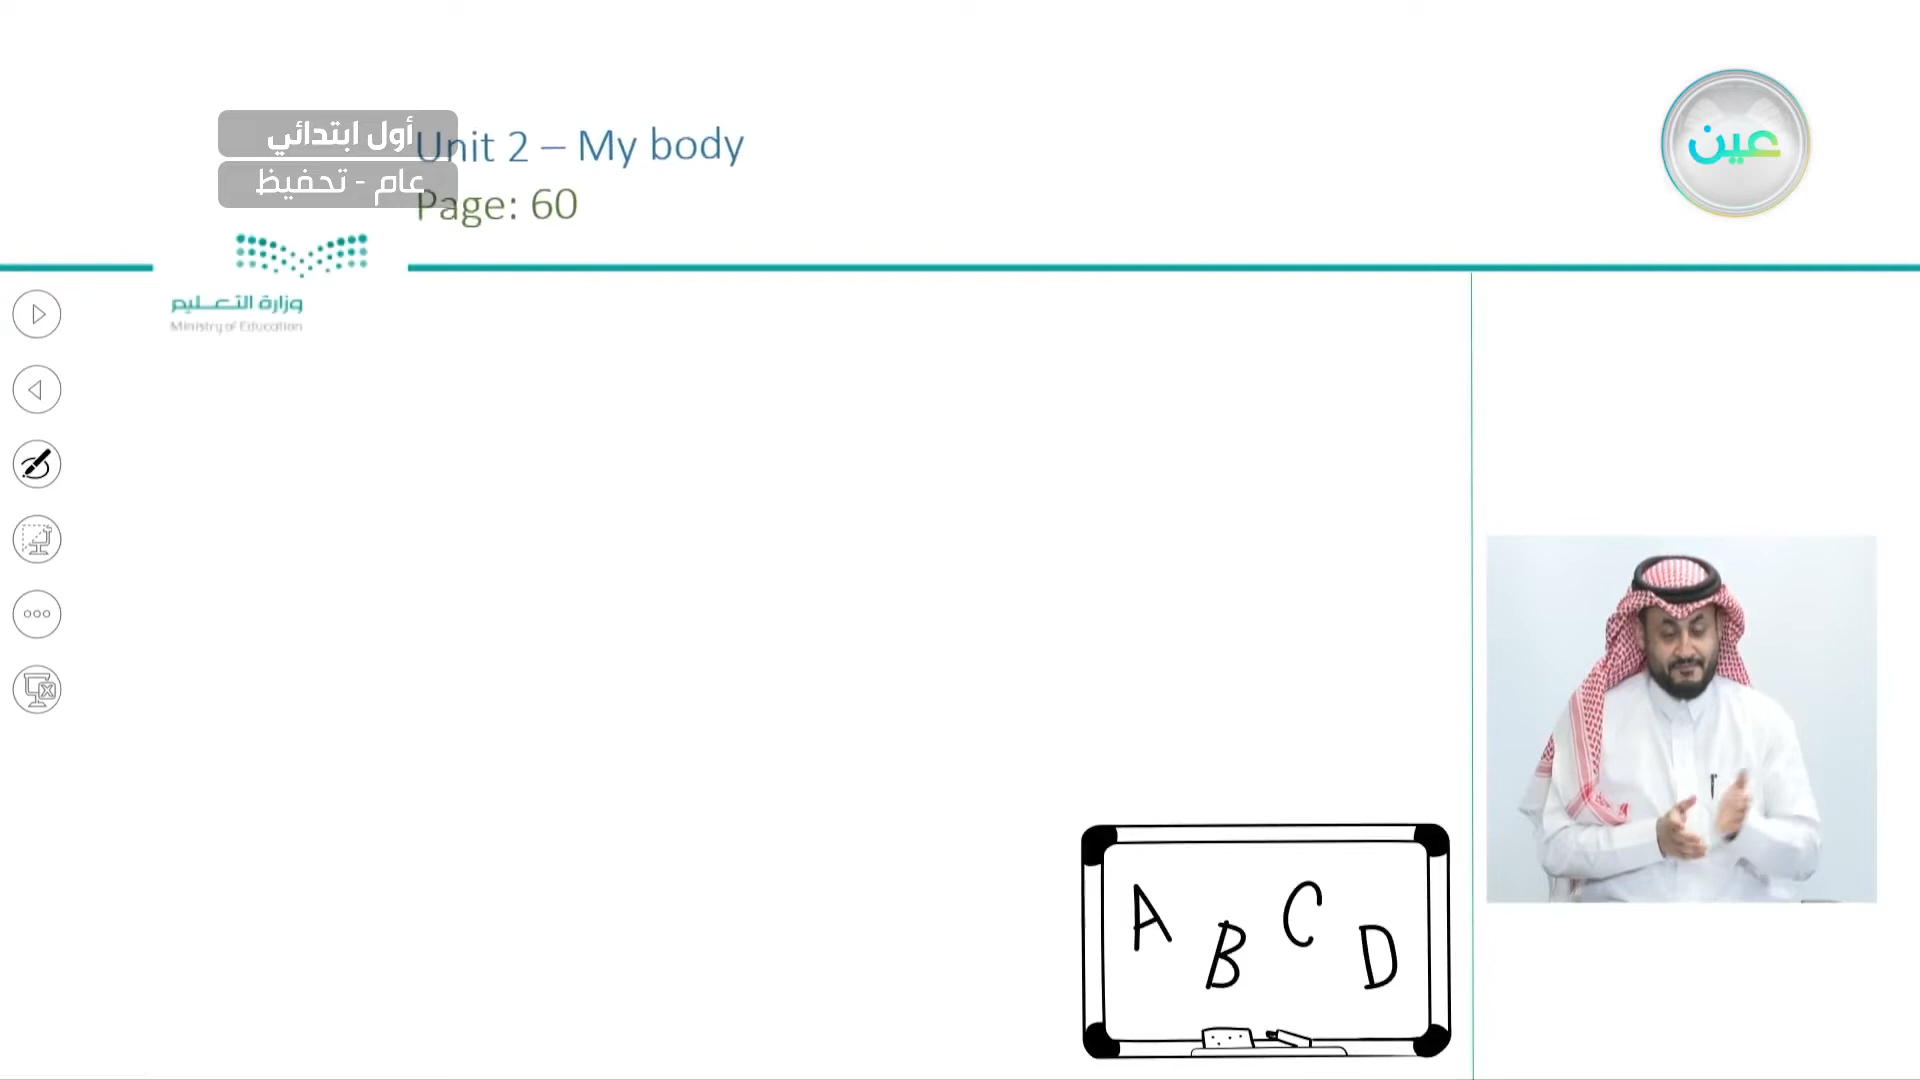 أول ابتدائي
عام - تحفيظ
Unit 2 – My body
Page: 60
عين
وزارة التعليم
Ministry of Education
A B C D